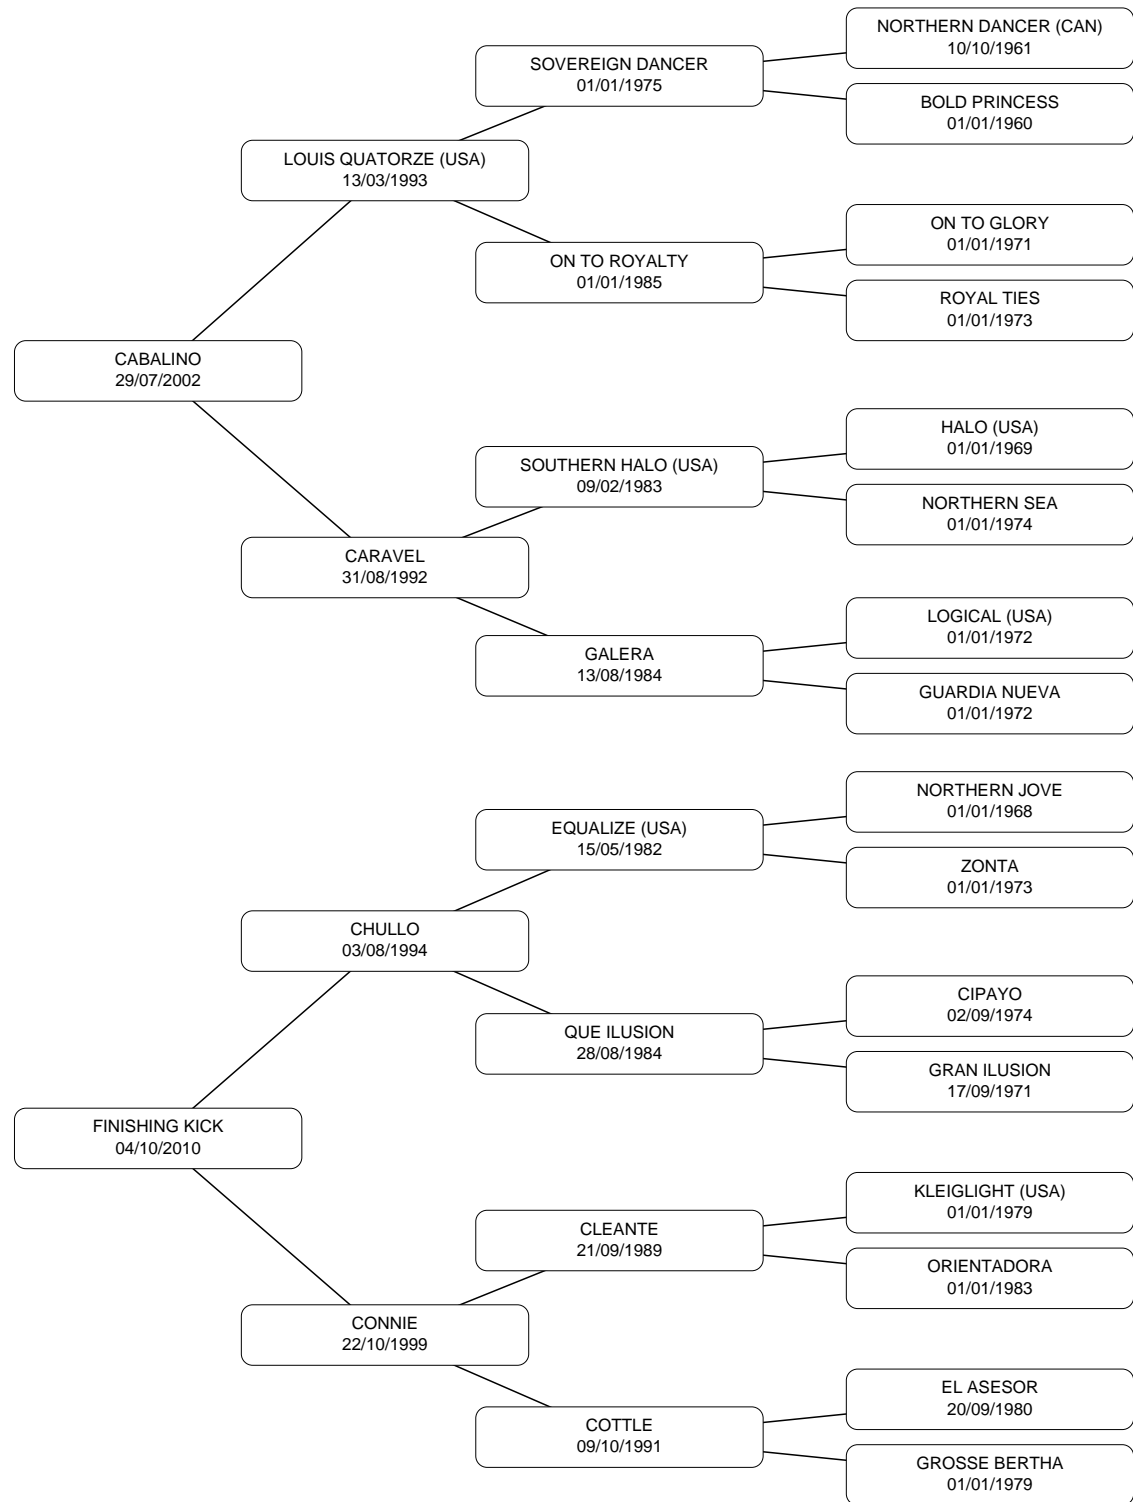 NORTHERN DANCER (CAN)
10/10/1961
SOVEREIGN DANCER
01/01/1975
BOLD PRINCESS
01/01/1960
LOUIS QUATORZE (USA)
13/03/1993
ON TO GLORY
01/01/1971
ON TO ROYALTY
01/01/1985
ROYAL TIES
01/01/1973
CABALINO
29/07/2002
HALO (USA)
01/01/1969
SOUTHERN HALO (USA)
09/02/1983
NORTHERN SEA
01/01/1974
CARAVEL
31/08/1992
LOGICAL (USA)
01/01/1972
GALERA
13/08/1984
GUARDIA NUEVA
01/01/1972
NORTHERN JOVE
01/01/1968
EQUALIZE (USA)
15/05/1982
ZONTA
01/01/1973
CHULLO
03/08/1994
CIPAYO
02/09/1974
QUE ILUSION
28/08/1984
GRAN ILUSION
17/09/1971
FINISHING KICK
04/10/2010
KLEIGLIGHT (USA)
01/01/1979
CLEANTE
21/09/1989
ORIENTADORA
01/01/1983
CONNIE
22/10/1999
EL ASESOR
20/09/1980
COTTLE
09/10/1991
GROSSE BERTHA
01/01/1979